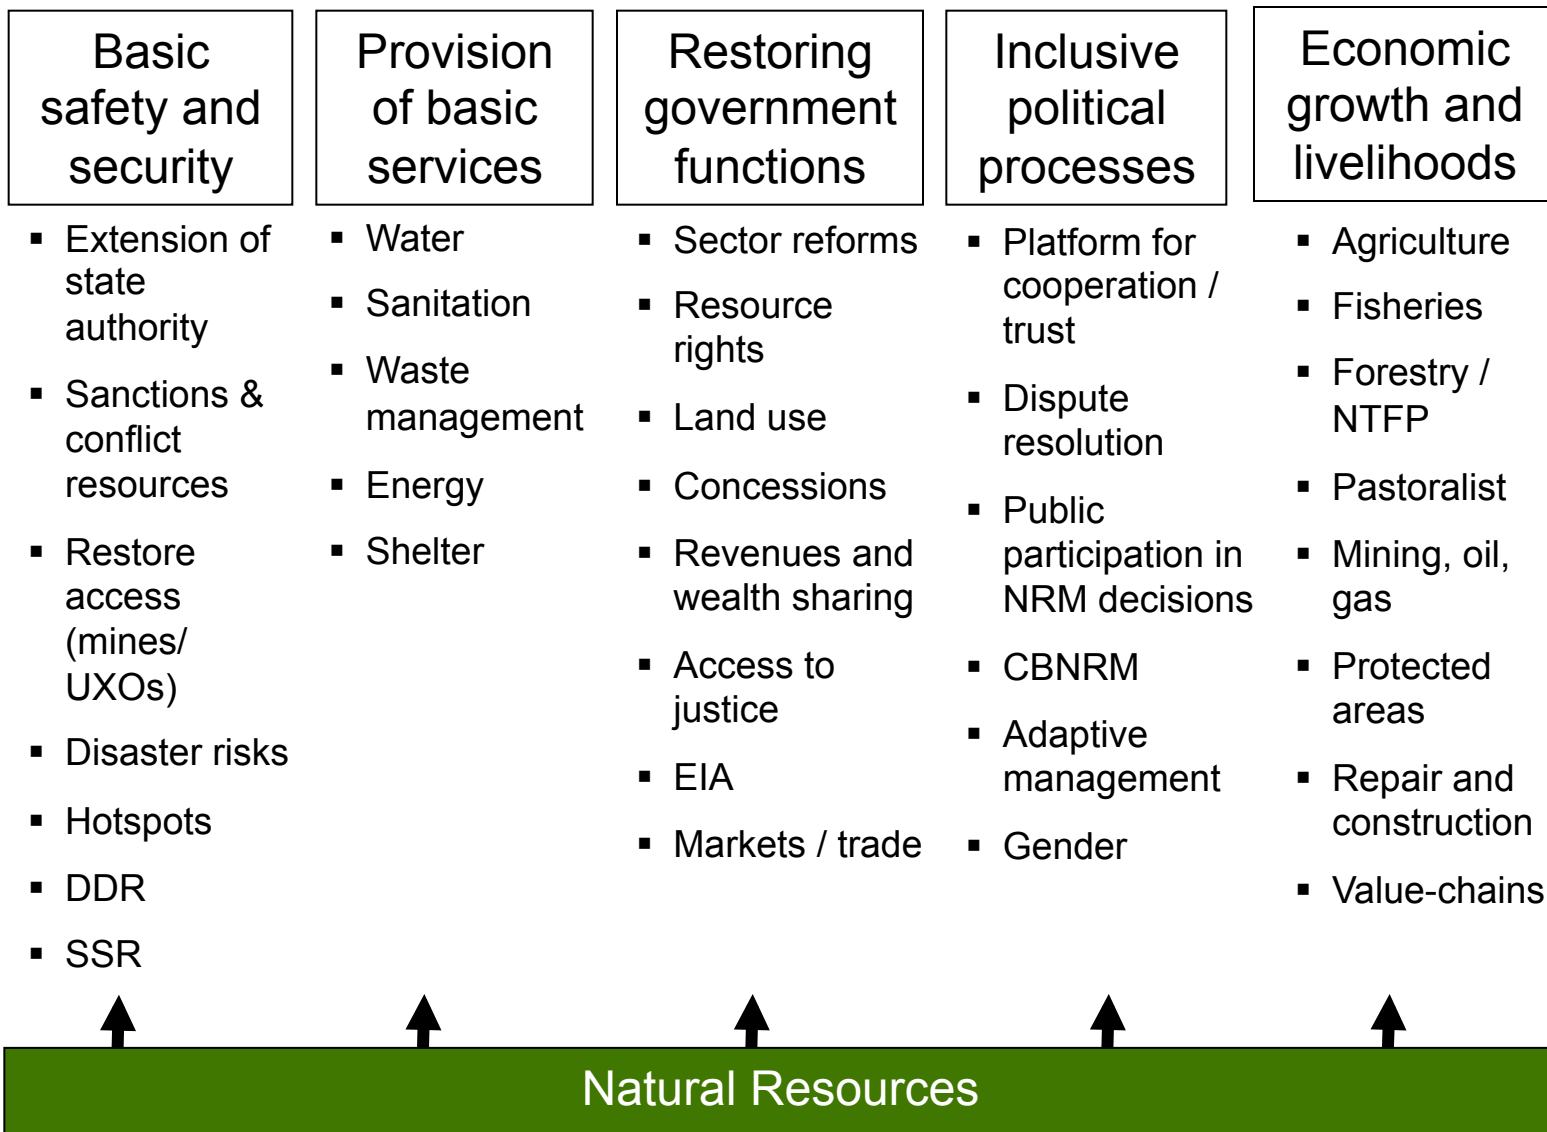 Basic
safety and
security
▪ Extension of
state
authority
▪ Sanctions &
conflict
resources
▪ Restore
access
(mines/
UXOs)
▪ Disaster risks
▪ Hotspots
▪ DDR
▪ SSR
Provision
of basic
services
▪ Water
▪ Sanitation
▪ Waste
management
▪ Energy
▪ Shelter
Restoring
government
functions
▪ Sector reforms
▪ Resource
rights
▪ Land use
▪ Concessions
▪ Revenues and
wealth sharing
▪ Access to
justice
▪ EIA
▪ Markets / trade
Inclusive
political
processes
▪ Platform for
cooperation /
trust
▪ Dispute
resolution
▪ Public
participation in
NRM decisions
▪ CBNRM
▪ Adaptive
management
▪ Gender
Economic
growth and
livelihoods
▪ Agriculture
▪ Fisheries
▪ Forestry /
NTFP
▪ Pastoralist
▪ Mining, oil,
gas
▪ Protected
areas
▪ Repair and
construction
▪ Value-chains
Natural Resources